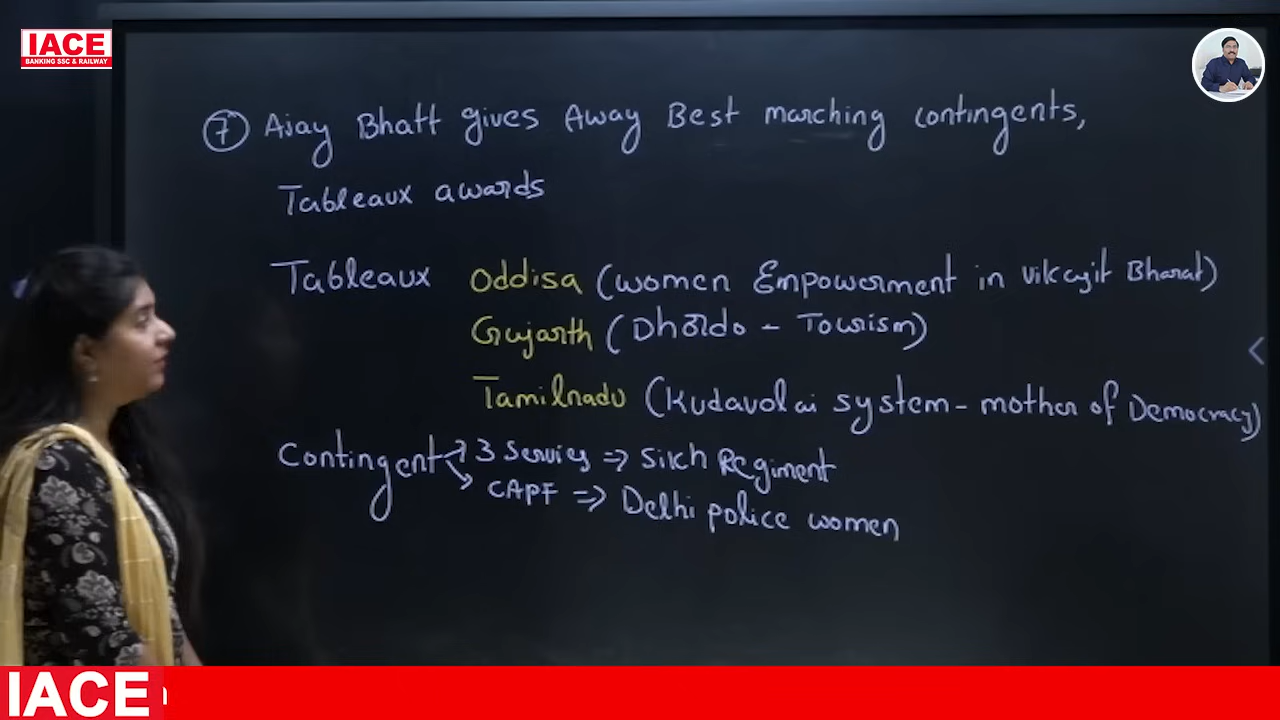 IACE
BANKING SSC & RAILWAY
7 Ajay Bhatt gives Away Best marching contingents,
Tableaux awards
Tableaux Oddisa (women Empowerment in vikasit Bharat)
Gujarth (Dhordo - Tourism)
Tamilnadu (Kudavolai system - mother of Democracy)
Contingent → 3 Servies ⇒ Sikh Regiment
→ CAPF ⇒ Delhi police women
IACE